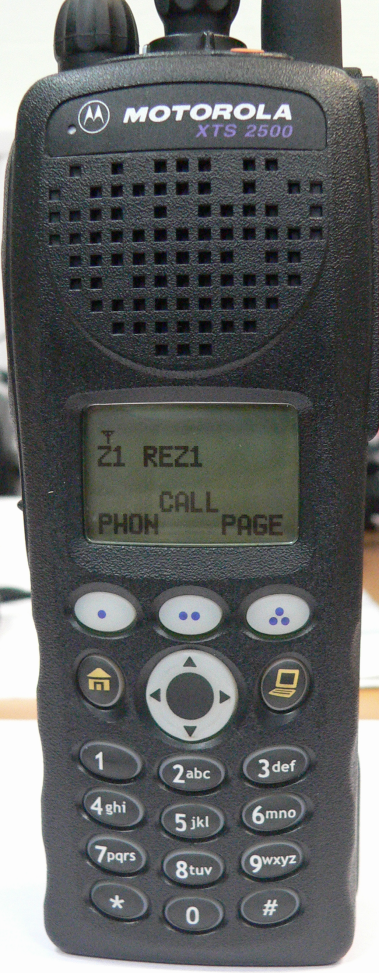 MOTOROLA
XTS 2500
Z1 REZ1
CALL
PHON PAGE
1 2abc 3def
4ghi 5jkl 6mno
7pqrs 8tuv 9wxyz
* 0 #